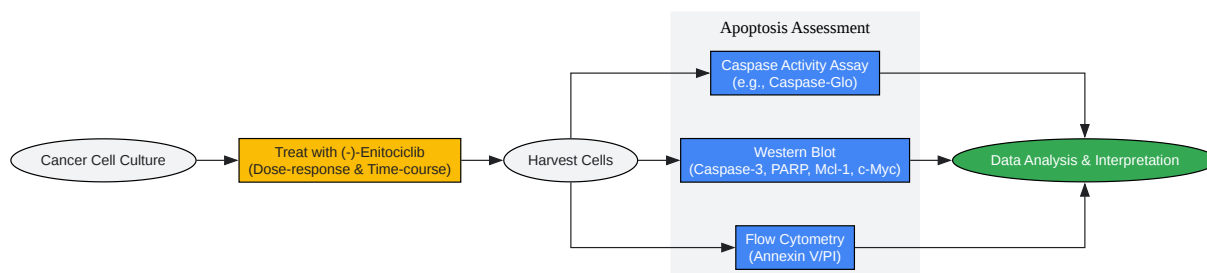 Apoptosis Assessment
Caspase Activity Assay
(e.g., Caspase-Glo)
Cancer Cell Culture
Treat with (-)-Enitociclib
(Dose-response & Time-course)
Harvest Cells
Western Blot
(Caspase-3, PARP, Mcl-1, c-Myc)
Data Analysis & Interpretation
Flow Cytometry
(Annexin V/PI)